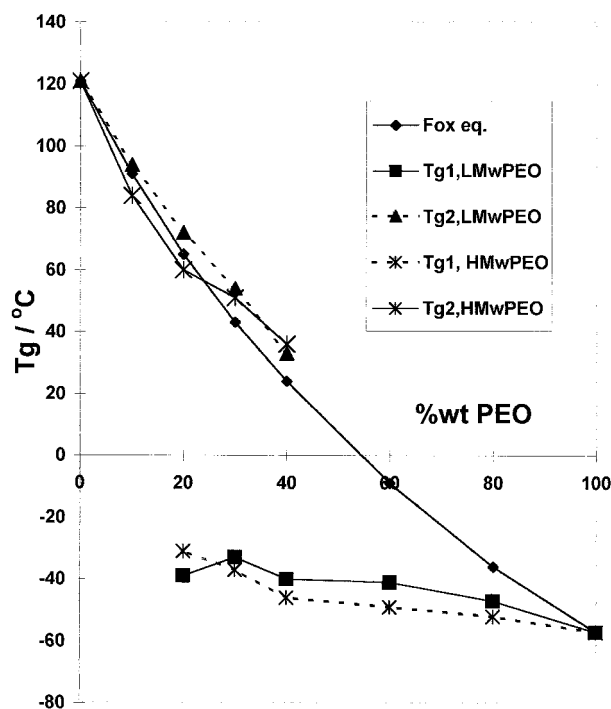 140
120
100
80
60
40
20
0
-20
-40
-60
-80
Tg / °C
0
20
40
60
80
100
%wt PEO
Fox eq.
Tg1,LMwPEO
Tg2,LMwPEO
Tg1, HMwPEO
Tg2,HMwPEO